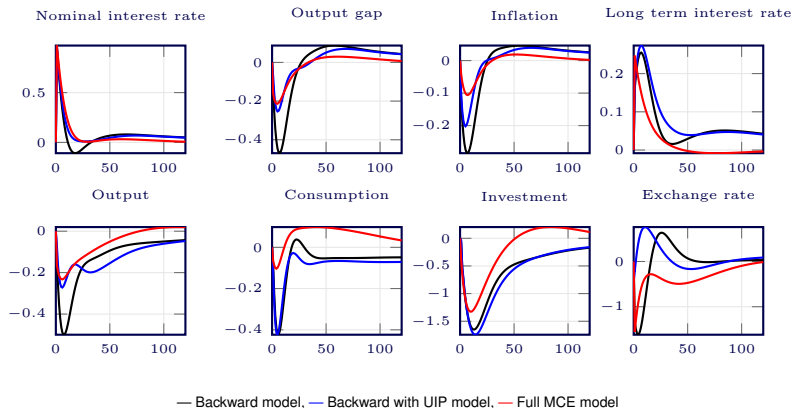 Nominal interest rate
Output gap
Inflation
Long term interest rate
0.5
0
0 50 100
0
−0.2
−0.4
0 50 100
0
−0.1
−0.2
0 50 100
0.2
0.1
0
0 50 100
Output
Consumption
Investment
Exchange rate
0
−0.2
−0.4
0 50 100
0
−0.2
−0.4
0 50 100
0
−0.5
−1
−1.5
0 50 100
0
−1
0 50 100
— Backward model, — Backward with UIP model, — Full MCE model